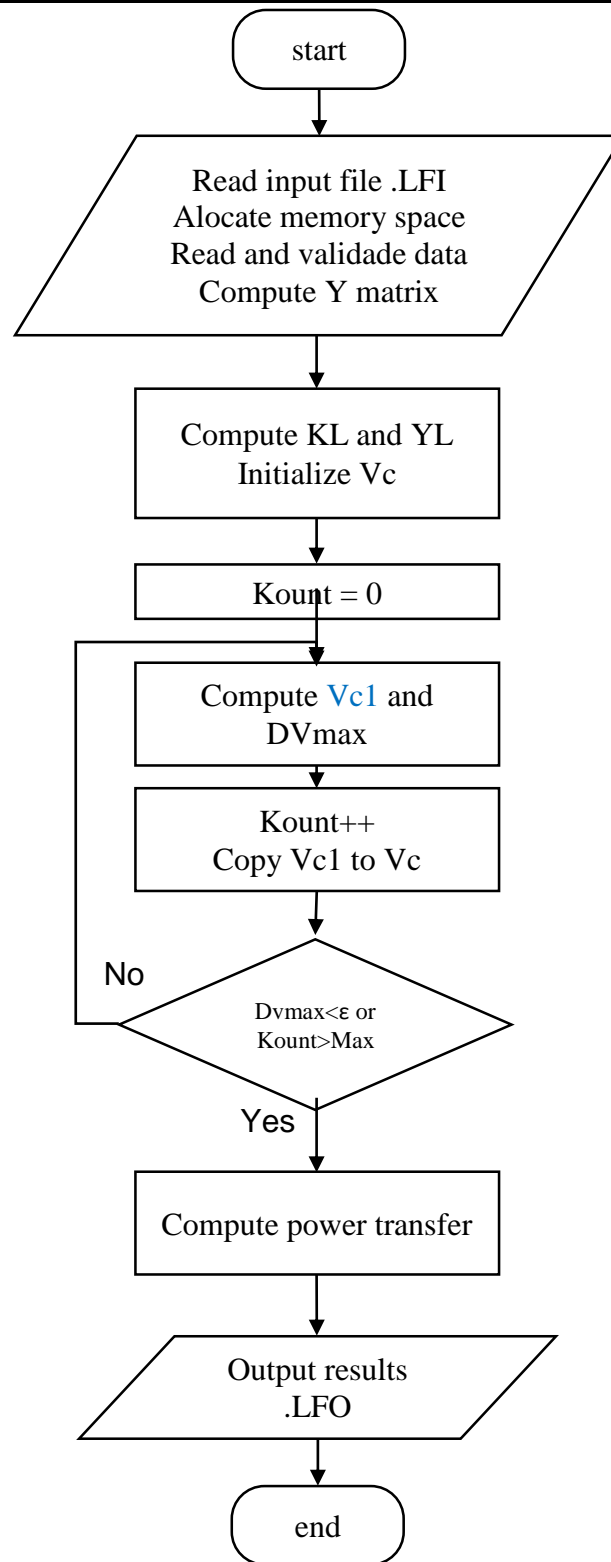 start
Read input file .LFI
Alocate memory space
Read and validade data
Compute Y matrix
Compute KL and YL
Initialize Vc
Kount = 0
Compute Vc1 and
DVmax
Kount++
Copy Vc1 to Vc
No
Dvmax<ε or
Kount>Max
Yes
Compute power transfer
Output results
.LFO
end